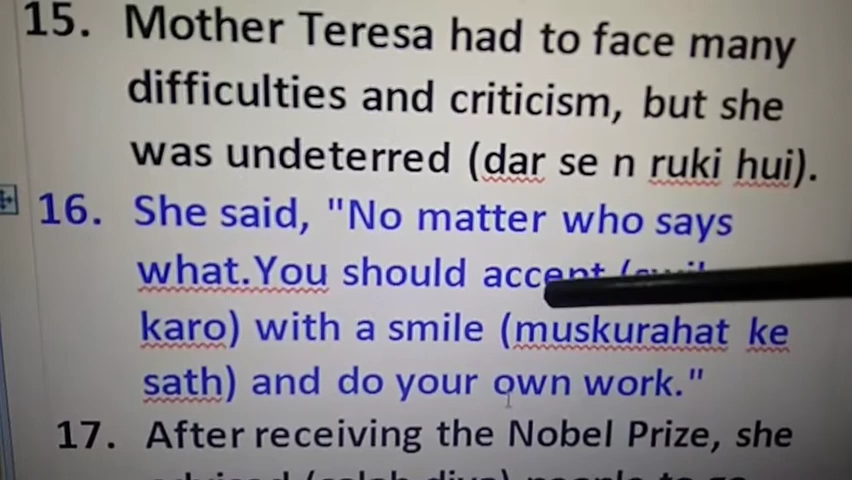 15. Mother Teresa had to face many
difficulties and criticism, but she
was undeterred (dar se n ruki hui).
16. She said, "No matter who says
what.You should accept
karo) with a smile (muskurahat ke
sath) and do your own work."
17. After receiving the Nobel Prize, she